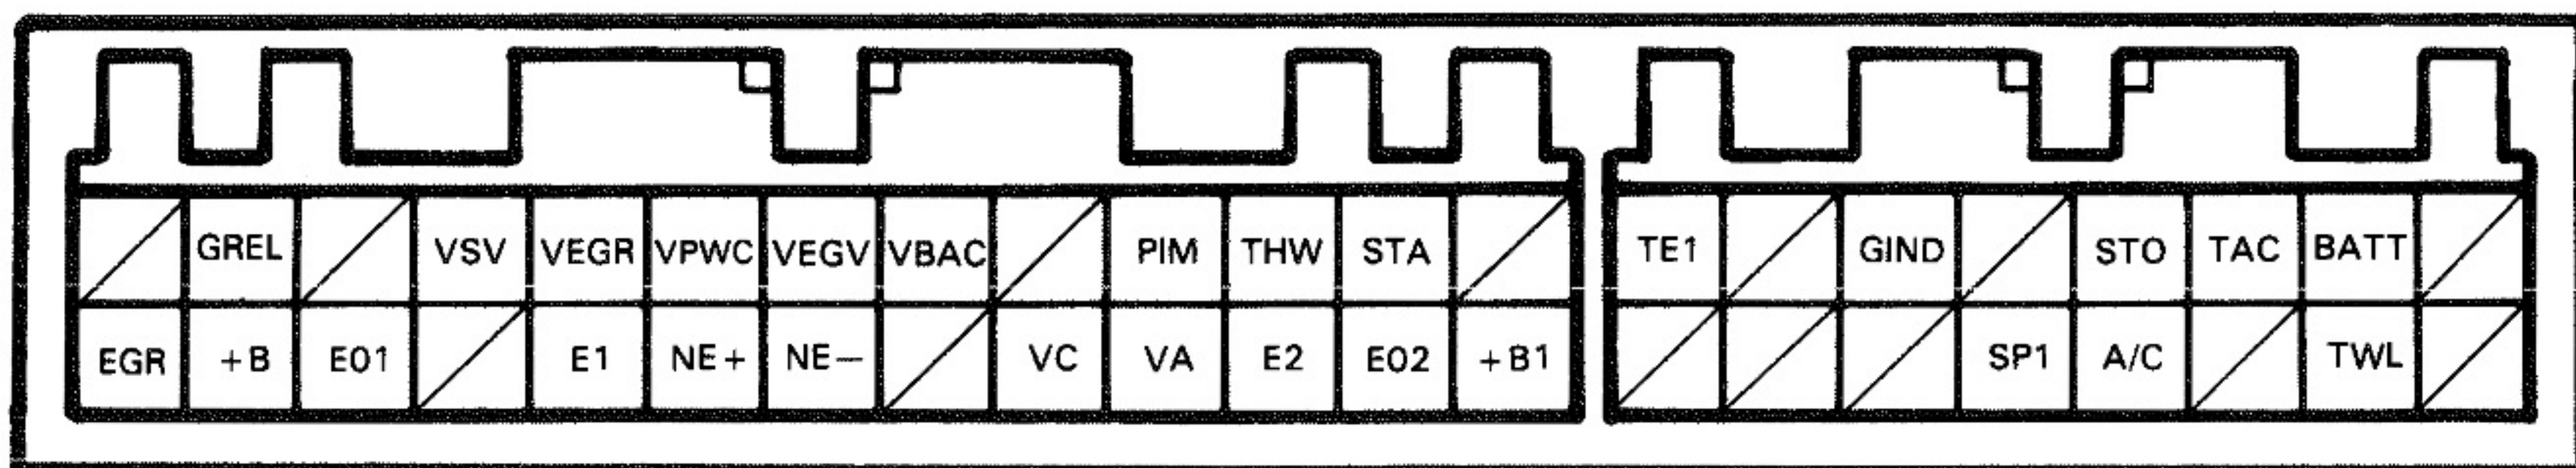 GREL VSV VEGR VPWC VEGV VBAC PIM THW STA TE1 GIND STO TAC BATT
EGR +B E01 E1 NE+ NE− VC VA E2 E02 +B1 SP1 A/C TWL